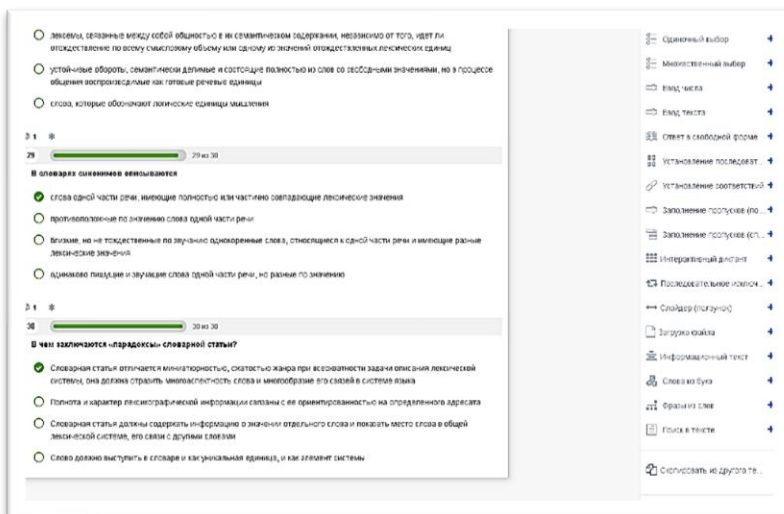 лексемы, связанные между собой общностью в их семантическом содержании, независимо от того, идет ли
отождествление по всему смысловому объему или одному из значений отождествленных лексических единиц
устойчивые обороты, семантически делимые и состоящие полностью из слов со свободными значениями, но в процессе
общения воспроизводимые как готовые речевые единицы
слова, которые обозначают логические единицы мышления
1
29 29 из 30
В словарях синонимов описываются
слова одной части речи, имеющие полностью или частично совпадающие лексические значения
противоположные по значению слова одной части речи
близкие, но не тождественные по звучанию однокоренные слова, относящиеся к одной части речи и имеющие разные
лексические значения
одинаково пишущие и звучащие слова одной части речи, но разные по значению
1
30 30 из 30
В чем заключаются «парадоксы» словарной статьи?
Словарная статья отличается миниатюрностью, сжатостью жанра при всеохватности задачи описания лексической
системы, она должна отразить многоаспектность слова и многообразие его связей в системе языка
Полнота и характер лексикографической информации связаны с ее ориентированностью на определенного адресата
Словарная статья должны содержать информацию о значении отдельного слова и показать место слова в общей
лексической системе, его связи с другими словами
Слово должно выступить в словаре и как уникальная единица, и как элемент системы
Одиночный выбор +
Множественный выбор +
Ввод числа +
Ввод текста +
Ответ в свободной форме +
Установление последоват... +
Установление соответствий +
Заполнение пропусков (по... +
Заполнение пропусков (сп... +
Интерактивный диктант +
Последовательное исключ... +
Слайдер (ползунок) +
Загрузка файла +
Информационный текст +
Слова из букв +
Фразы из слов +
Поиск в тексте +
Скопировать из другого те...